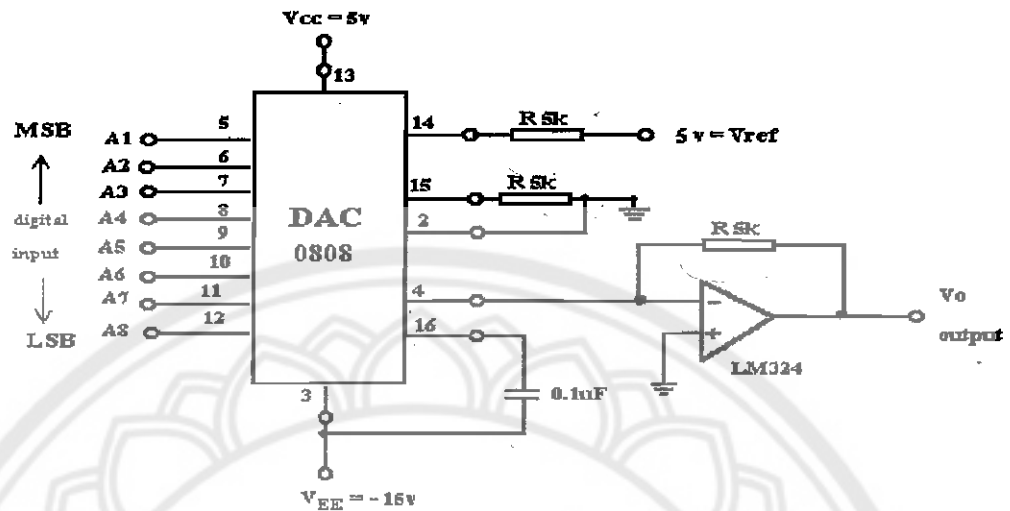 Vcc = 5v
13
MSB
digital
input
LSB
A1
A2
A3
A4
A5
A6
A7
A8
5
6
7
8
9
10
11
12
DAC
0808
14
R 5k
5 v = Vref
15
R 5k
2
4
16
3
0.1uF
R 5k
-
+
LM324
Vo
output
VEE = - 15v